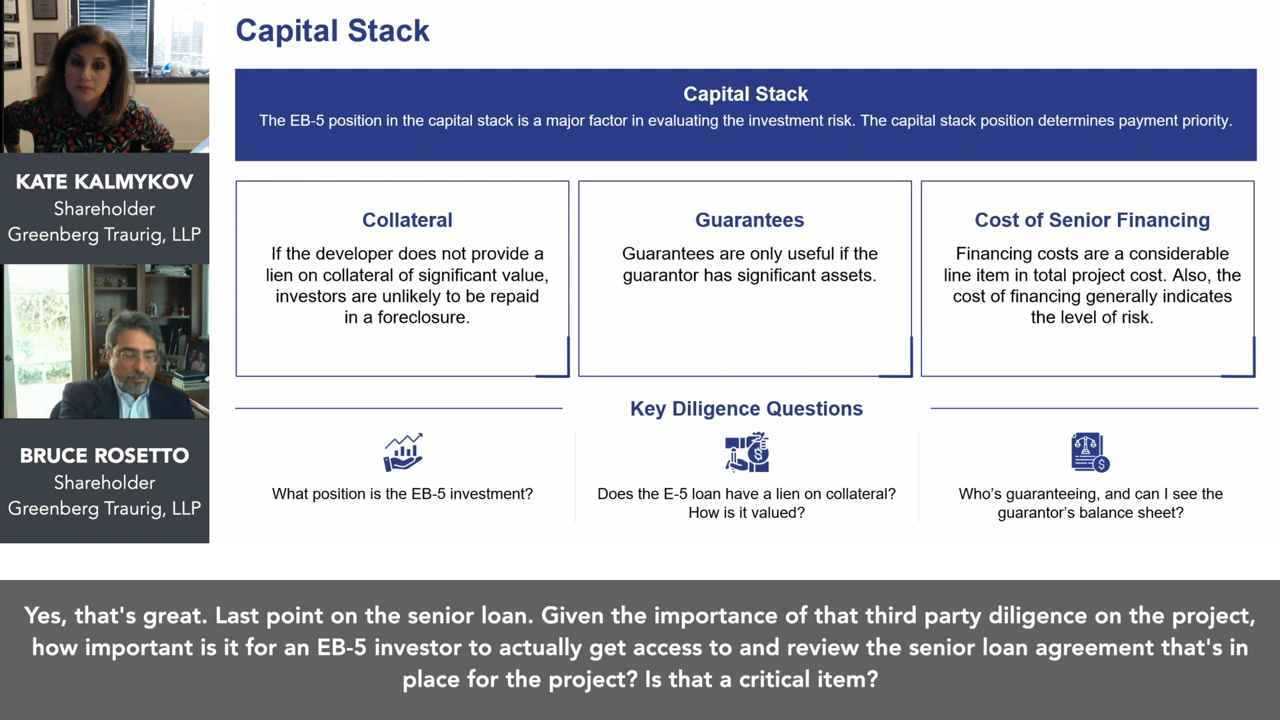 Capital Stack
Capital Stack
The EB-5 position in the capital stack is a major factor in evaluating the investment risk. The capital stack position determines payment priority.
KATE KALMYKOV
Shareholder
Greenberg Traurig, LLP
Collateral
If the developer does not provide a
lien on collateral of significant value,
investors are unlikely to be repaid
in a foreclosure.
Guarantees
Guarantees are only useful if the
guarantor has significant assets.
Cost of Senior Financing
Financing costs are a considerable
line item in total project cost. Also, the
cost of financing generally indicates
the level of risk.
BRUCE ROSETTO
Shareholder
Greenberg Traurig, LLP
Key Diligence Questions
What position is the EB-5 investment?
Does the E-5 loan have a lien on collateral?
How is it valued?
Who's guaranteeing, and can I see the
guarantor's balance sheet?
Yes, that's great. Last point on the senior loan. Given the importance of that third party diligence on the project,
how important is it for an EB-5 investor to actually get access to and review the senior loan agreement that's in
place for the project? Is that a critical item?